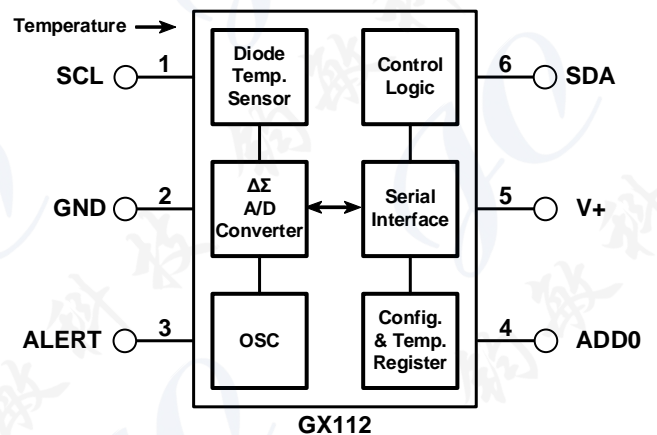 Temperature
SCL
1
Diode
Temp.
Sensor
Control
Logic
6
SDA
GND
2
ΔΣ
A/D
Converter
Serial
Interface
5
V+
ALERT
3
OSC
Config.
& Temp.
Register
4
ADD0
GX112